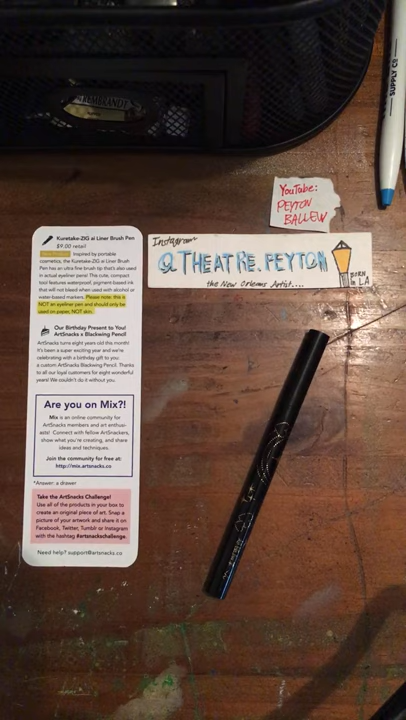 REMBRANDT
SUPPLY CO
YouTube:
PEYTON
BALLEW
Instagram
@THEATRE.PEYTON
the New Orleans Artist....
BORN
in LA
Kuretake-ZIG ai Liner Brush Pen
$9.00 retail
Inspired by portable
cosmetics, the Kuretake-ZIG ai Liner Brush
Pen has an ultra fine brush tip that's also used
in actual eyeliner pens! This cute, compact
tool features waterproof, pigment-based ink
that will not bleed when used with alcohol or
water-based markers. Please note: this is
NOT an eyeliner pen and should only be
used on paper, NOT skin.
Our Birthday Present to You!
ArtSnacks x Blackwing Pencil
ArtSnacks turns eight years old this month!
It's been a super exciting year and we're
celebrating with a birthday gift to you:
a custom ArtSnacks Blackwing Pencil. Thanks
to all our loyal customers for eight wonderful
years! We couldn't do it without you.
Are you on Mix?!
Mix is an online community for
ArtSnacks members and art enthusi-
asts! Connect with fellow ArtSnackers,
show what you're creating, and share
ideas and techniques.
Join the community for free at:
http://mix.artsnacks.co
*Answer: a drawer
Take the ArtSnacks Challenge!
Use all of the products in your box to
create an original piece of art. Snap a
picture of your artwork and share it on
Facebook, Twitter, Tumblr or Instagram
with the hashtag #artsnackschallenge.
Need help? support@artsnacks.co